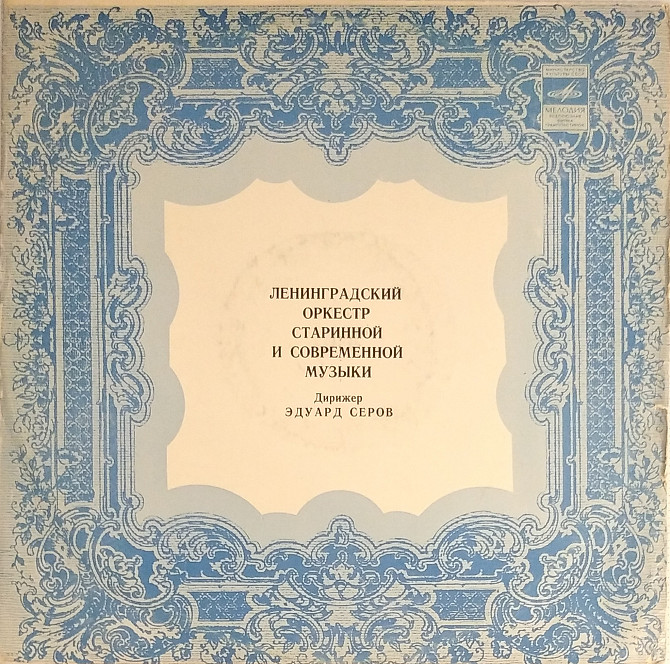 МЕЛОДИЯ
ЛЕНИНГРАДСКИЙ
ОРКЕСТР
СТАРИННОЙ
И СОВРЕМЕННОЙ
МУЗЫКИ
Дирижер
ЭДУАРД СЕРОВ